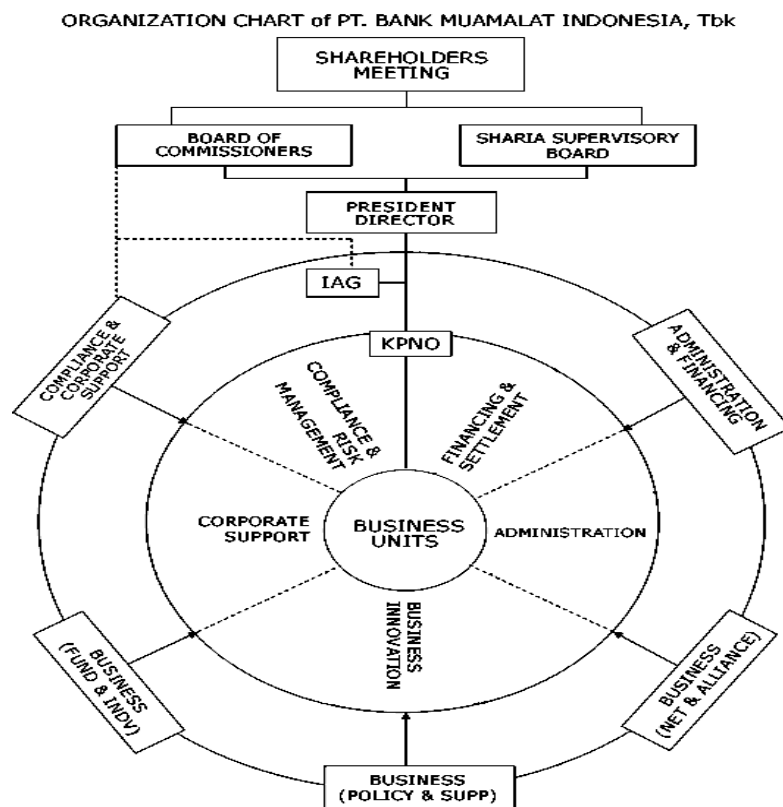 ORGANIZATION CHART of PT. BANK MUAMALAT INDONESIA, Tbk
SHAREHOLDERS
MEETING
BOARD OF
COMMISSIONERS
SHARIA SUPERVISORY
BOARD
PRESIDENT
DIRECTOR
IAG
KPNO
COMPLIANCE &
CORPORATE
SUPPORT
ADMINISTRATION
& FINANCING
COMPLIANCE &
RISK
MANAGEMENT
FINANCING &
SETTLEMENT
CORPORATE
SUPPORT
BUSINESS
UNITS
ADMINISTRATION
BUSINESS
INNOVATION
BUSINESS
(FUND & INDV)
BUSINESS
(NET & ALLIANCE)
BUSINESS
(POLICY & SUPP)